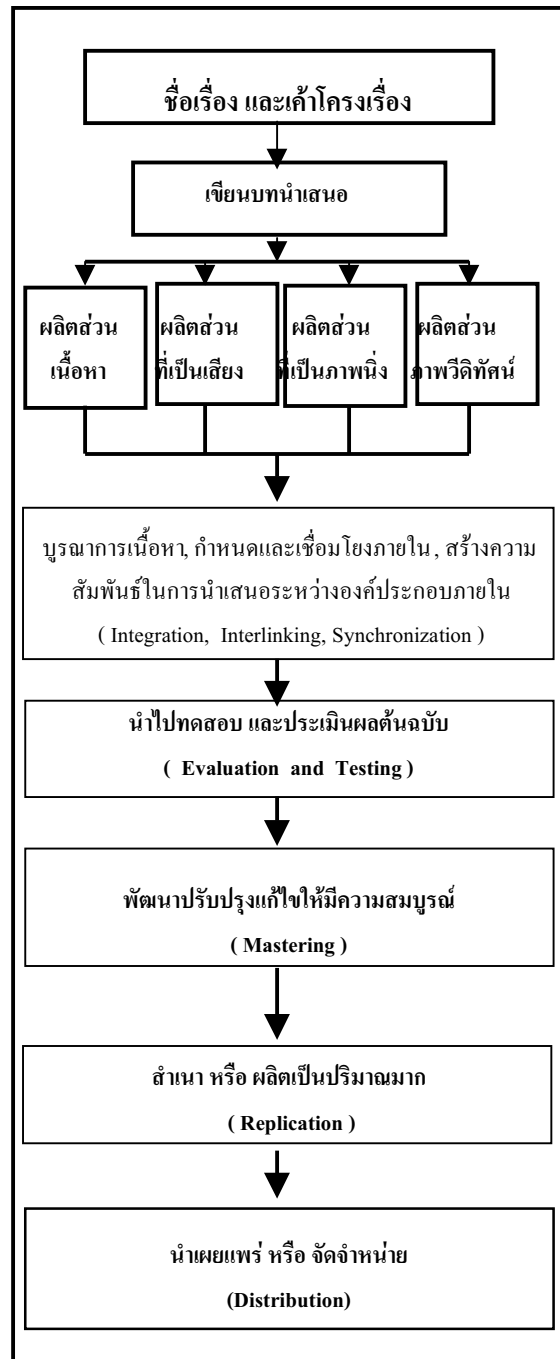 ชื่อเรื่อง และเค้าโครงเรื่อง
เขียนบทนำเสนอ
ผลิตส่วน
เนื้อหา
ผลิตส่วน
ที่เป็นเสียง
ผลิตส่วน
ที่เป็นภาพนิ่ง
ผลิตส่วน
ภาพวีดิทัศน์
บูรณาการเนื้อหา, กำหนดและเชื่อมโยงภายใน , สร้างความ
สัมพันธ์ในการนำเสนอระหว่างองค์ประกอบภายใน
( Integration, Interlinking, Synchronization )
นำไปทดสอบ และประเมินผลต้นฉบับ
( Evaluation and Testing )
พัฒนาปรับปรุงแก้ไขให้มีความสมบูรณ์
( Mastering )
สำเนา หรือ ผลิตเป็นปริมาณมาก
( Replication )
นำเผยแพร่ หรือ จัดจำหน่าย
(Distribution)